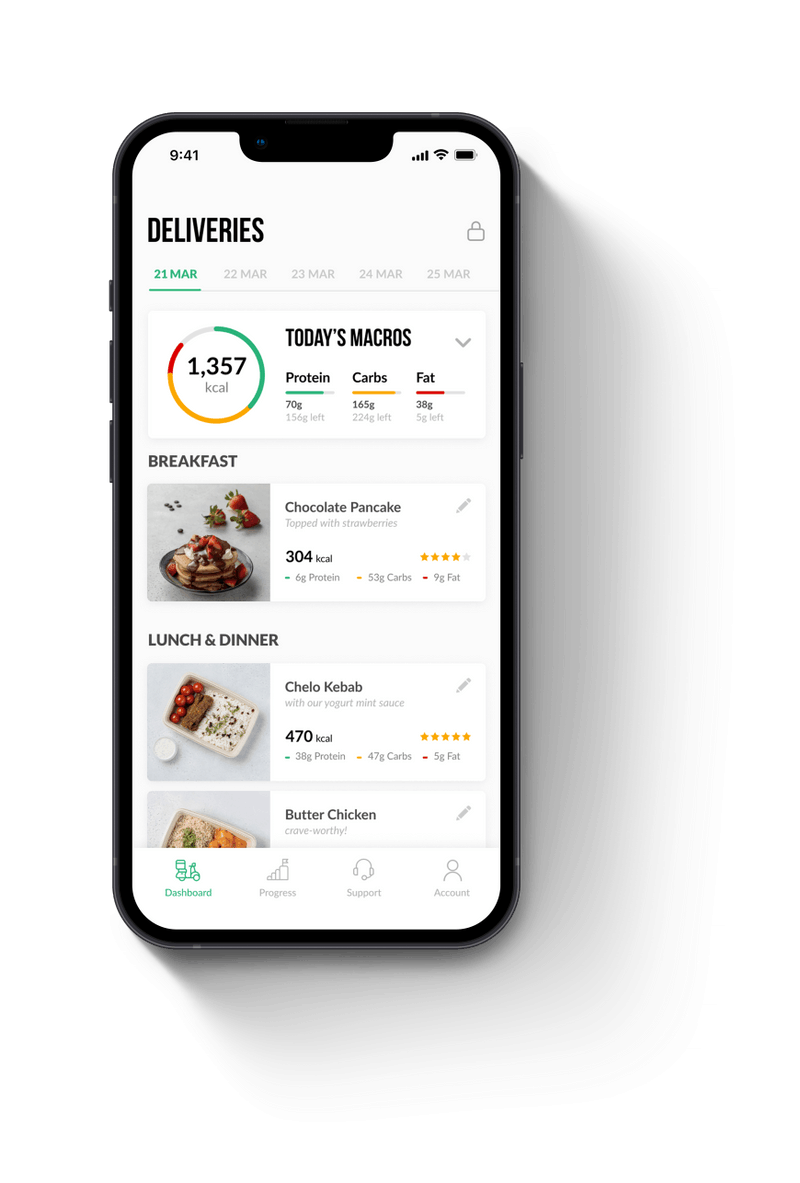 9:41
DELIVERIES
21 MAR 22 MAR 23 MAR 24 MAR 25 MAR
1,357
kcal
TODAY'S MACROS
Protein Carbs Fat
70g 165g 38g
156g left 224g left 5g left
BREAKFAST
Chocolate Pancake
Topped with strawberries
304 kcal
6g Protein 53g Carbs 9g Fat
LUNCH & DINNER
Chelo Kebab
with our yogurt mint sauce
470 kcal
38g Protein 47g Carbs 5g Fat
Butter Chicken
crave-worthy!
Dashboard Progress Support Account